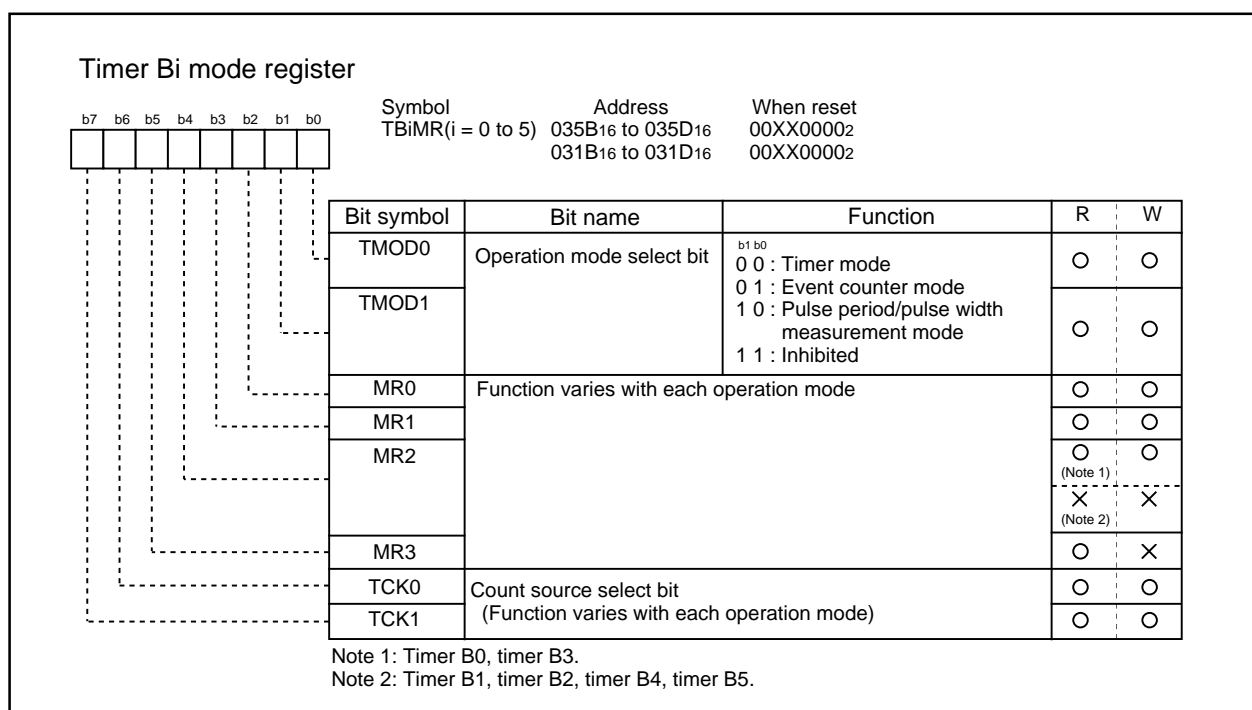 Timer Bi mode register
Symbol Address When reset
b7 b6 b5 b4 b3 b2 b1 b0
TBiMR(i = 0 to 5) 035B16 to 035D16 00XX00002
031B16 to 031D16 00XX00002
Bit symbol Bit name Function R W
TMOD0 Operation mode select bit
b1 b0
0 0 : Timer mode
0 1 : Event counter mode
TMOD1
1 0 : Pulse period/pulse width
measurement mode
1 1 : Inhibited
MR0 Function varies with each operation mode
MR1
MR2
(Note 1)
(Note 2)
MR3
TCK0 Count source select bit
TCK1 (Function varies with each operation mode)
Note 1: Timer B0, timer B3.
Note 2: Timer B1, timer B2, timer B4, timer B5.